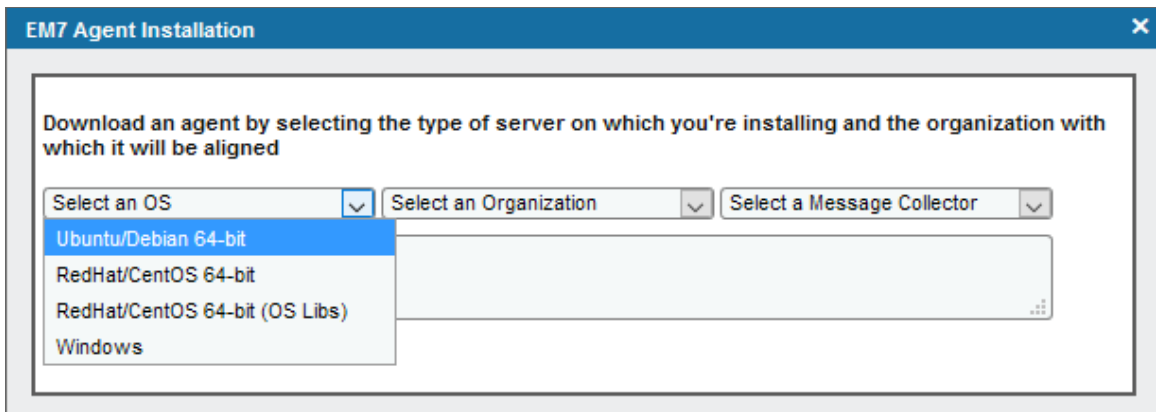 EM7 Agent Installation
Download an agent by selecting the type of server on which you're installing and the organization with
which it will be aligned
Select an OS Select an Organization Select a Message Collector
Ubuntu/Debian 64-bit
RedHat/CentOS 64-bit
RedHat/CentOS 64-bit (OS Libs)
Windows